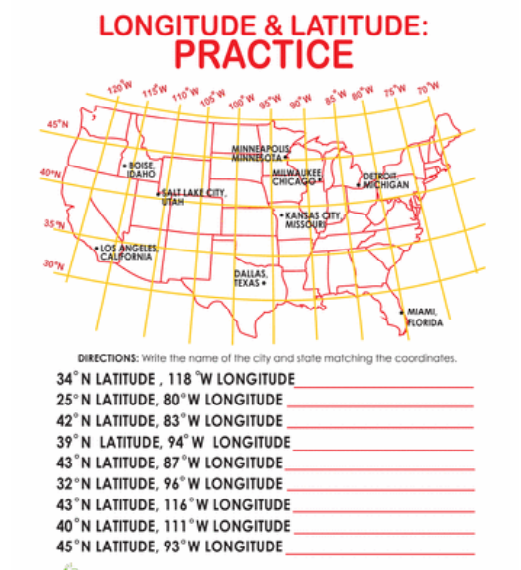 LONGITUDE & LATITUDE:
PRACTICE
120°W 115°W 110°W 105°W 100°W 95°W 90°W 85°W 80°W 75°W 70°W
45°N
40°N
35°N
30°N
MINNEAPOLIS,
MINNESOTA
BOISE,
IDAHO
MILWAUKEE,
CHICAGO
DETROIT,
MICHIGAN
SALT LAKE CITY,
UTAH
KANSAS CITY,
MISSOURI
LOS ANGELES,
CALIFORNIA
DALLAS,
TEXAS
MIAMI,
FLORIDA
DIRECTIONS: Write the name of the city and state matching the coordinates.
34°N LATITUDE , 118 °W LONGITUDE
25°N LATITUDE, 80°W LONGITUDE
42°N LATITUDE, 83°W LONGITUDE
39°N LATITUDE, 94°W LONGITUDE
43°N LATITUDE, 87°W LONGITUDE
32°N LATITUDE, 96°W LONGITUDE
43°N LATITUDE, 116°W LONGITUDE
40°N LATITUDE, 111°W LONGITUDE
45°N LATITUDE, 93°W LONGITUDE